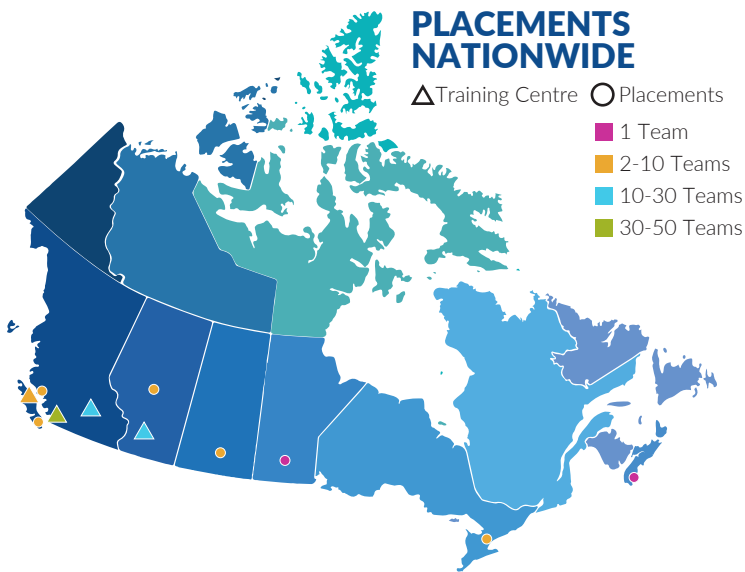 PLACEMENTS
NATIONWIDE
Training Centre Placements
1 Team
2-10 Teams
10-30 Teams
30-50 Teams